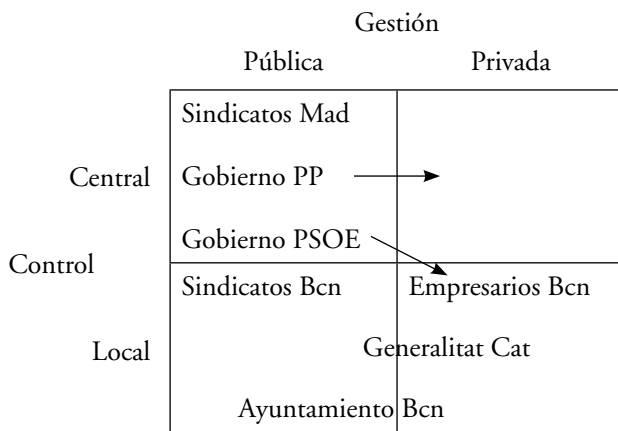 Gestión
Pública Privada
Sindicatos Mad
Central Gobierno PP
Gobierno PSOE
Control
Sindicatos Bcn Empresarios Bcn
Local Generalitat Cat
Ayuntamiento Bcn